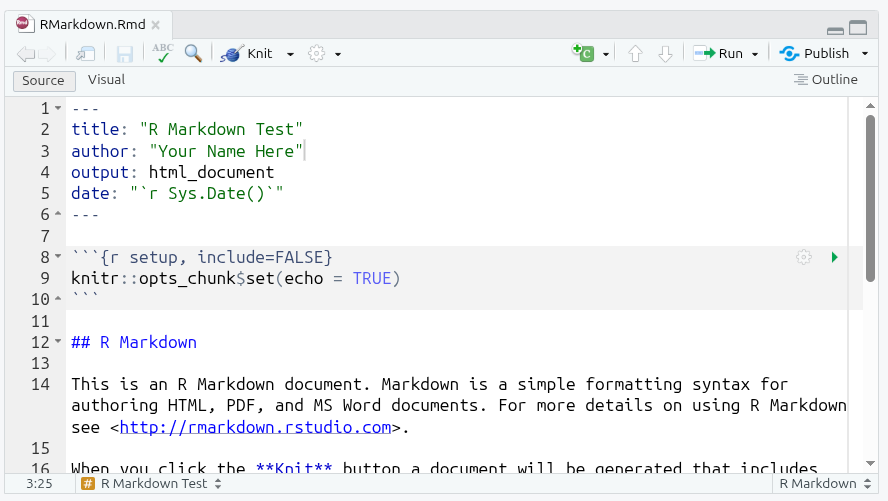 RMarkdown.Rmd
ABC Knit Run Publish
Source Visual Outline
1 ---
2 title: "R Markdown Test"
3 author: "Your Name Here"
4 output: html_document
5 date: "`r Sys.Date()`"
6 ---
7
8 ```{r setup, include=FALSE}
9 knitr::opts_chunk$set(echo = TRUE)
10 ```
11
12 ## R Markdown
13
14 This is an R Markdown document. Markdown is a simple formatting syntax for
authoring HTML, PDF, and MS Word documents. For more details on using R Markdown
see <http://rmarkdown.rstudio.com>.
15
16 When you click the **Knit** button a document will be generated that includes
3:25 # R Markdown Test R Markdown